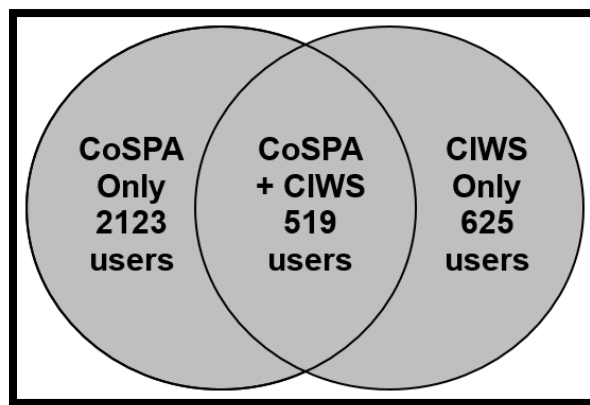 CoSPA
Only
2123
users
CoSPA
+ CIWS
519
users
CIWS
Only
625
users